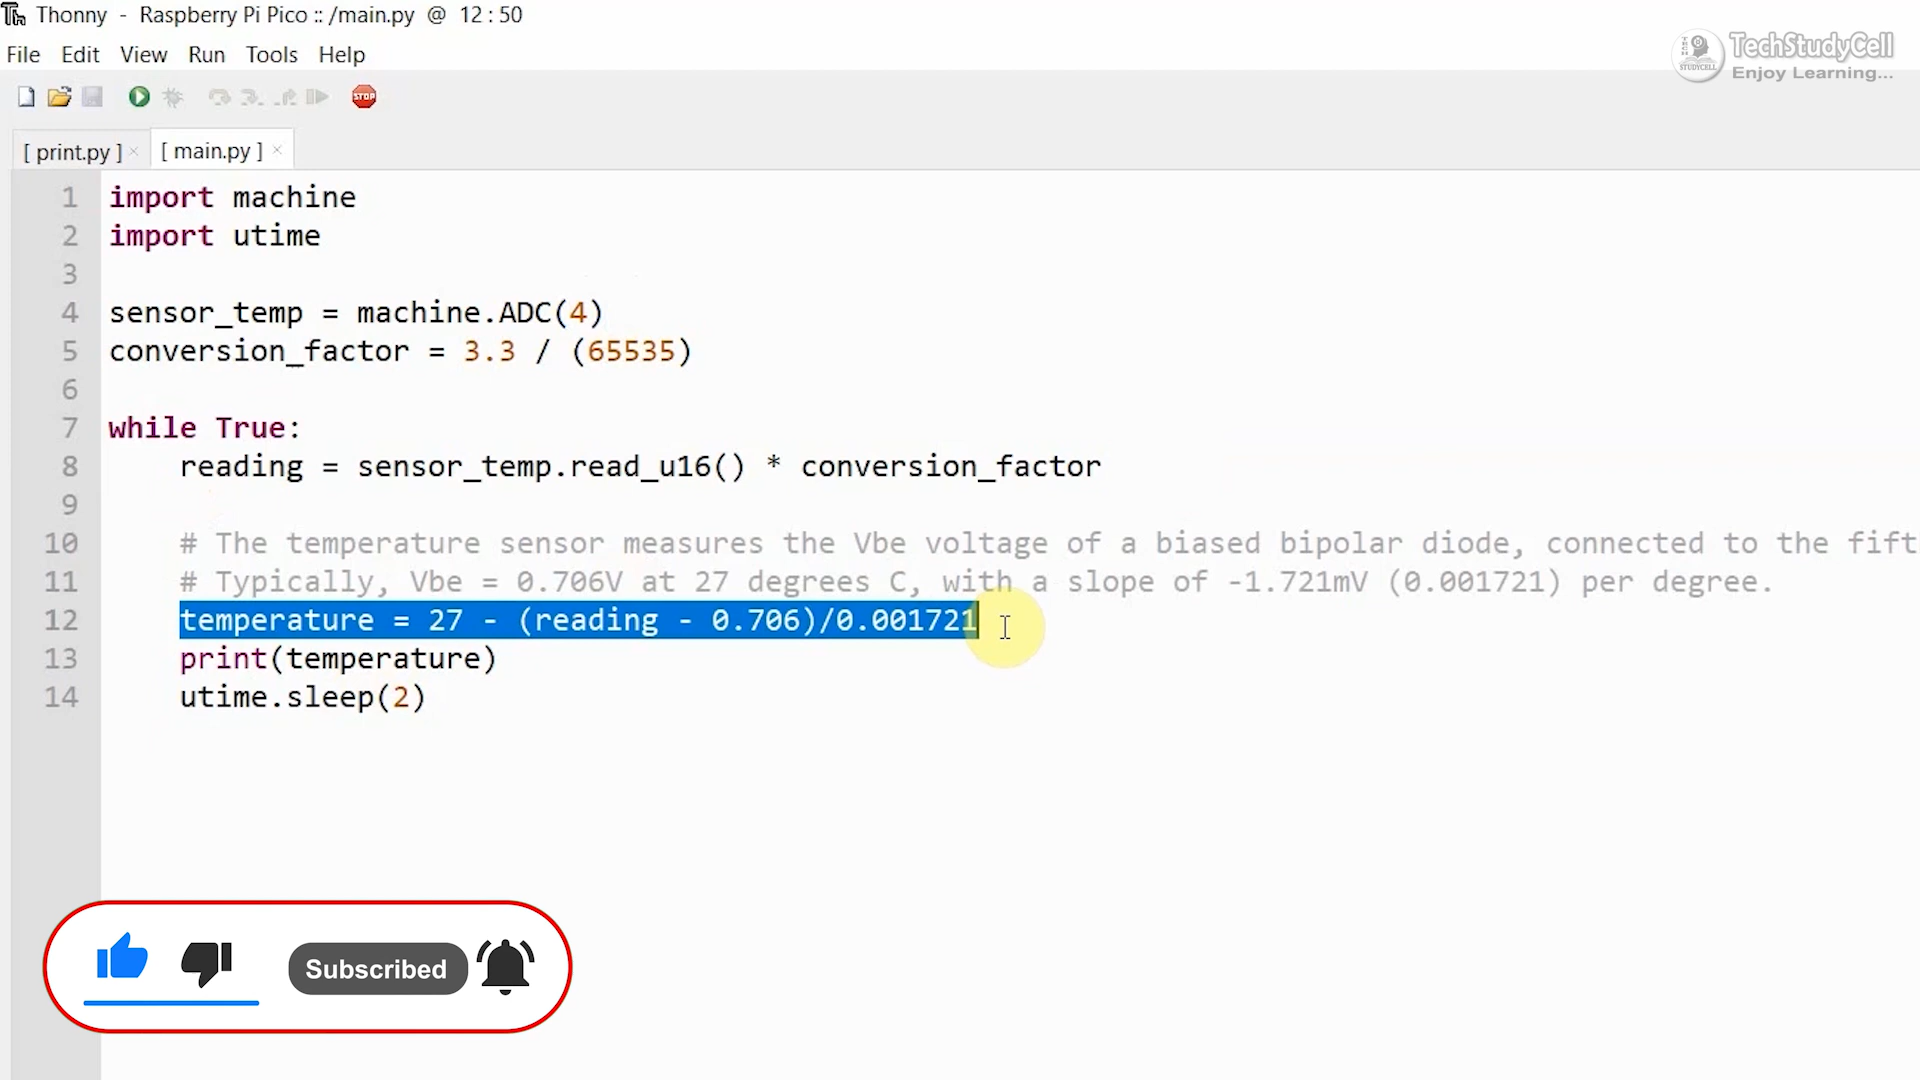 Thonny - Raspberry Pi Pico :: /main.py @ 12 : 50
File Edit View Run Tools Help
TechStudyCell
Enjoy Learning...
TECH
STUDYCELL
STOP
[ print.py ] × [ main.py ] ×
1 import machine
2 import utime
3
4 sensor_temp = machine.ADC(4)
5 conversion_factor = 3.3 / (65535)
6
7 while True:
8 reading = sensor_temp.read_u16() * conversion_factor
9
10 # The temperature sensor measures the Vbe voltage of a biased bipolar diode, connected to the fift
11 # Typically, Vbe = 0.706V at 27 degrees C, with a slope of -1.721mV (0.001721) per degree.
12 temperature = 27 - (reading - 0.706)/0.001721
13 print(temperature)
14 utime.sleep(2)
Subscribed